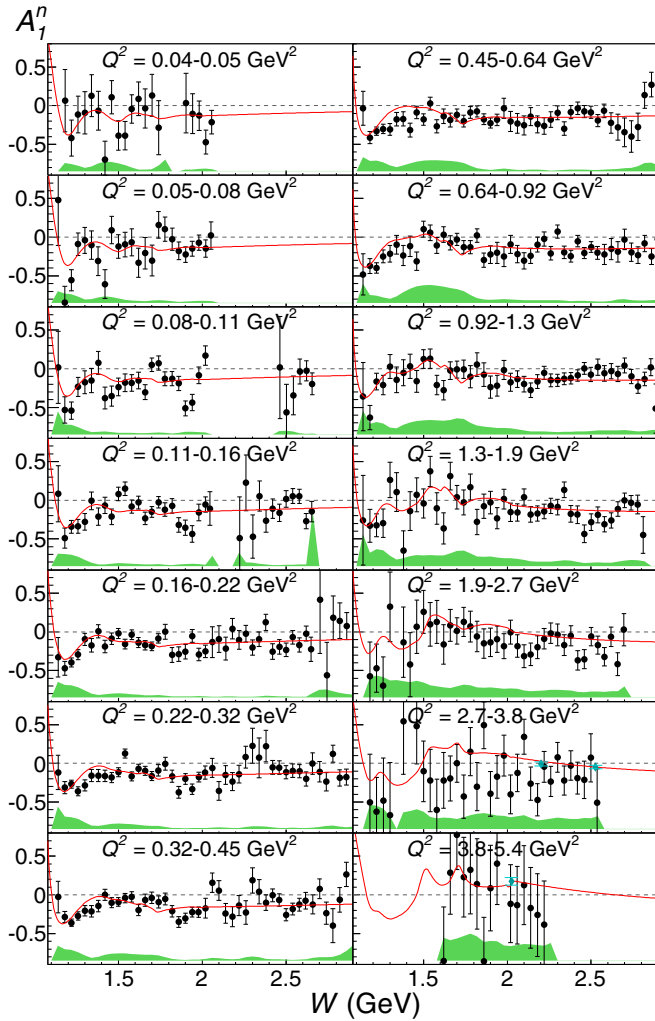 A₁ⁿ
Q² = 0.04-0.05 GeV²
Q² = 0.45-0.64 GeV²
0.5
0
-0.5
Q² = 0.05-0.08 GeV²
Q² = 0.64-0.92 GeV²
0.5
0
-0.5
Q² = 0.08-0.11 GeV²
Q² = 0.92-1.3 GeV²
0.5
0
-0.5
Q² = 0.11-0.16 GeV²
Q² = 1.3-1.9 GeV²
0.5
0
-0.5
Q² = 0.16-0.22 GeV²
Q² = 1.9-2.7 GeV²
0.5
0
-0.5
Q² = 0.22-0.32 GeV²
Q² = 2.7-3.8 GeV²
0.5
0
-0.5
Q² = 0.32-0.45 GeV²
Q² = 3.8-5.4 GeV²
0.5
0
-0.5
1.5 2 2.5 1.5 2 2.5
W (GeV)